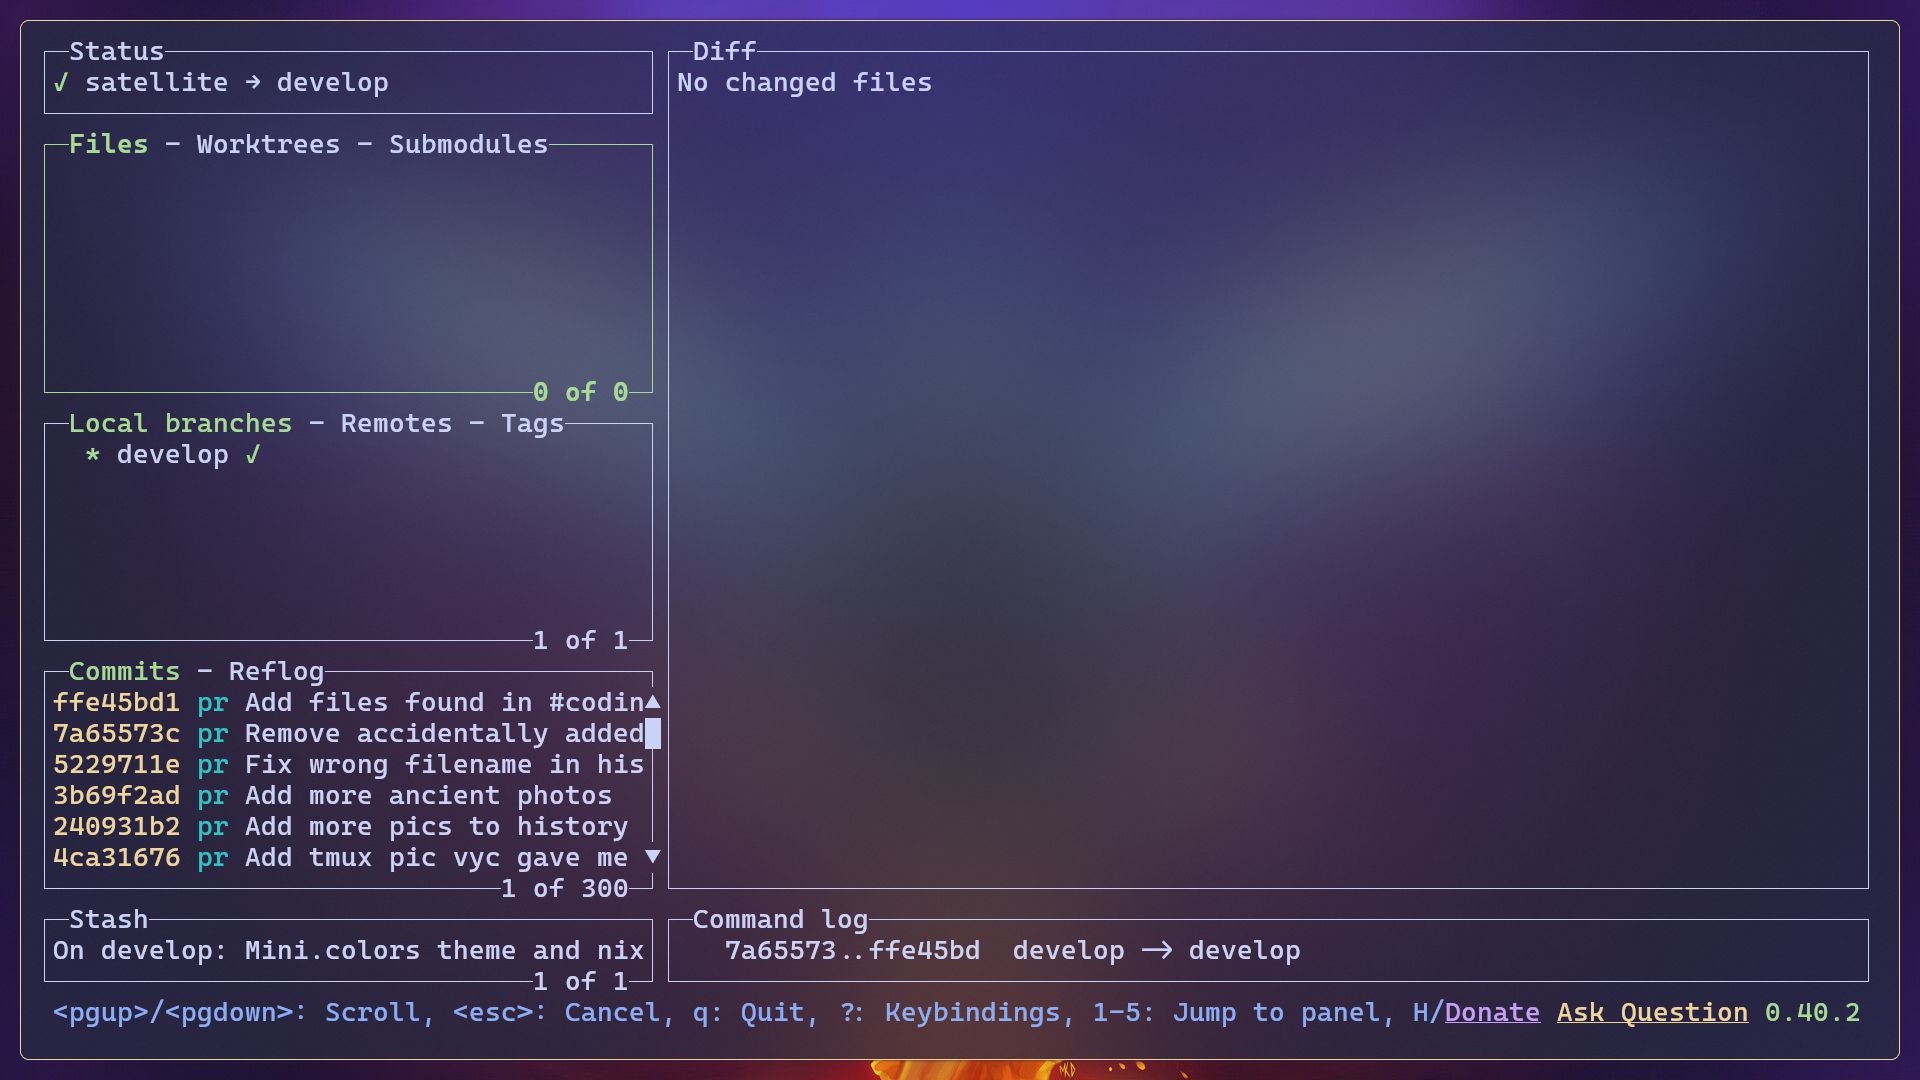 Status
✓ satellite → develop
Files - Worktrees - Submodules
0 of 0
Local branches - Remotes - Tags
* develop ✓
1 of 1
Commits - Reflog
ffe45bd1 pr Add files found in #codin
7a65573c pr Remove accidentally added
5229711e pr Fix wrong filename in his
3b69f2ad pr Add more ancient photos
240931b2 pr Add more pics to history
4ca31676 pr Add tmux pic vyc gave me
1 of 300
Stash
On develop: Mini.colors theme and nix
1 of 1
Diff
No changed files
Command log
7a65573..ffe45bd  develop ⟶ develop
<pgup>/<pgdown>: Scroll, <esc>: Cancel, q: Quit, ?: Keybindings, 1-5: Jump to panel, H/Donate Ask Question 0.40.2
MKD